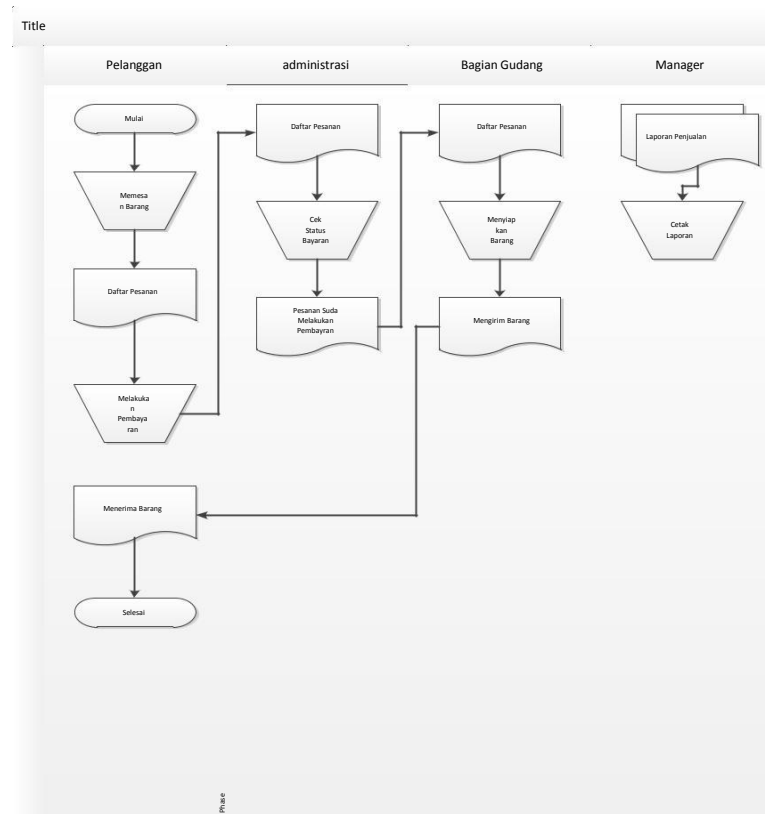 Title
Pelanggan
administrasi
Bagian Gudang
Manager
Mulai
Memesa
n Barang
Daftar Pesanan
Melakuka
n
Pembaya
ran
Menerima Barang
Selesai
Daftar Pesanan
Cek
Status
Bayaran
Pesanan Suda
Melakukan
Pembayran
Daftar Pesanan
Menyiap
kan
Barang
Mengirim Barang
Laporan Penjualan
Cetak
Laporan
Phase